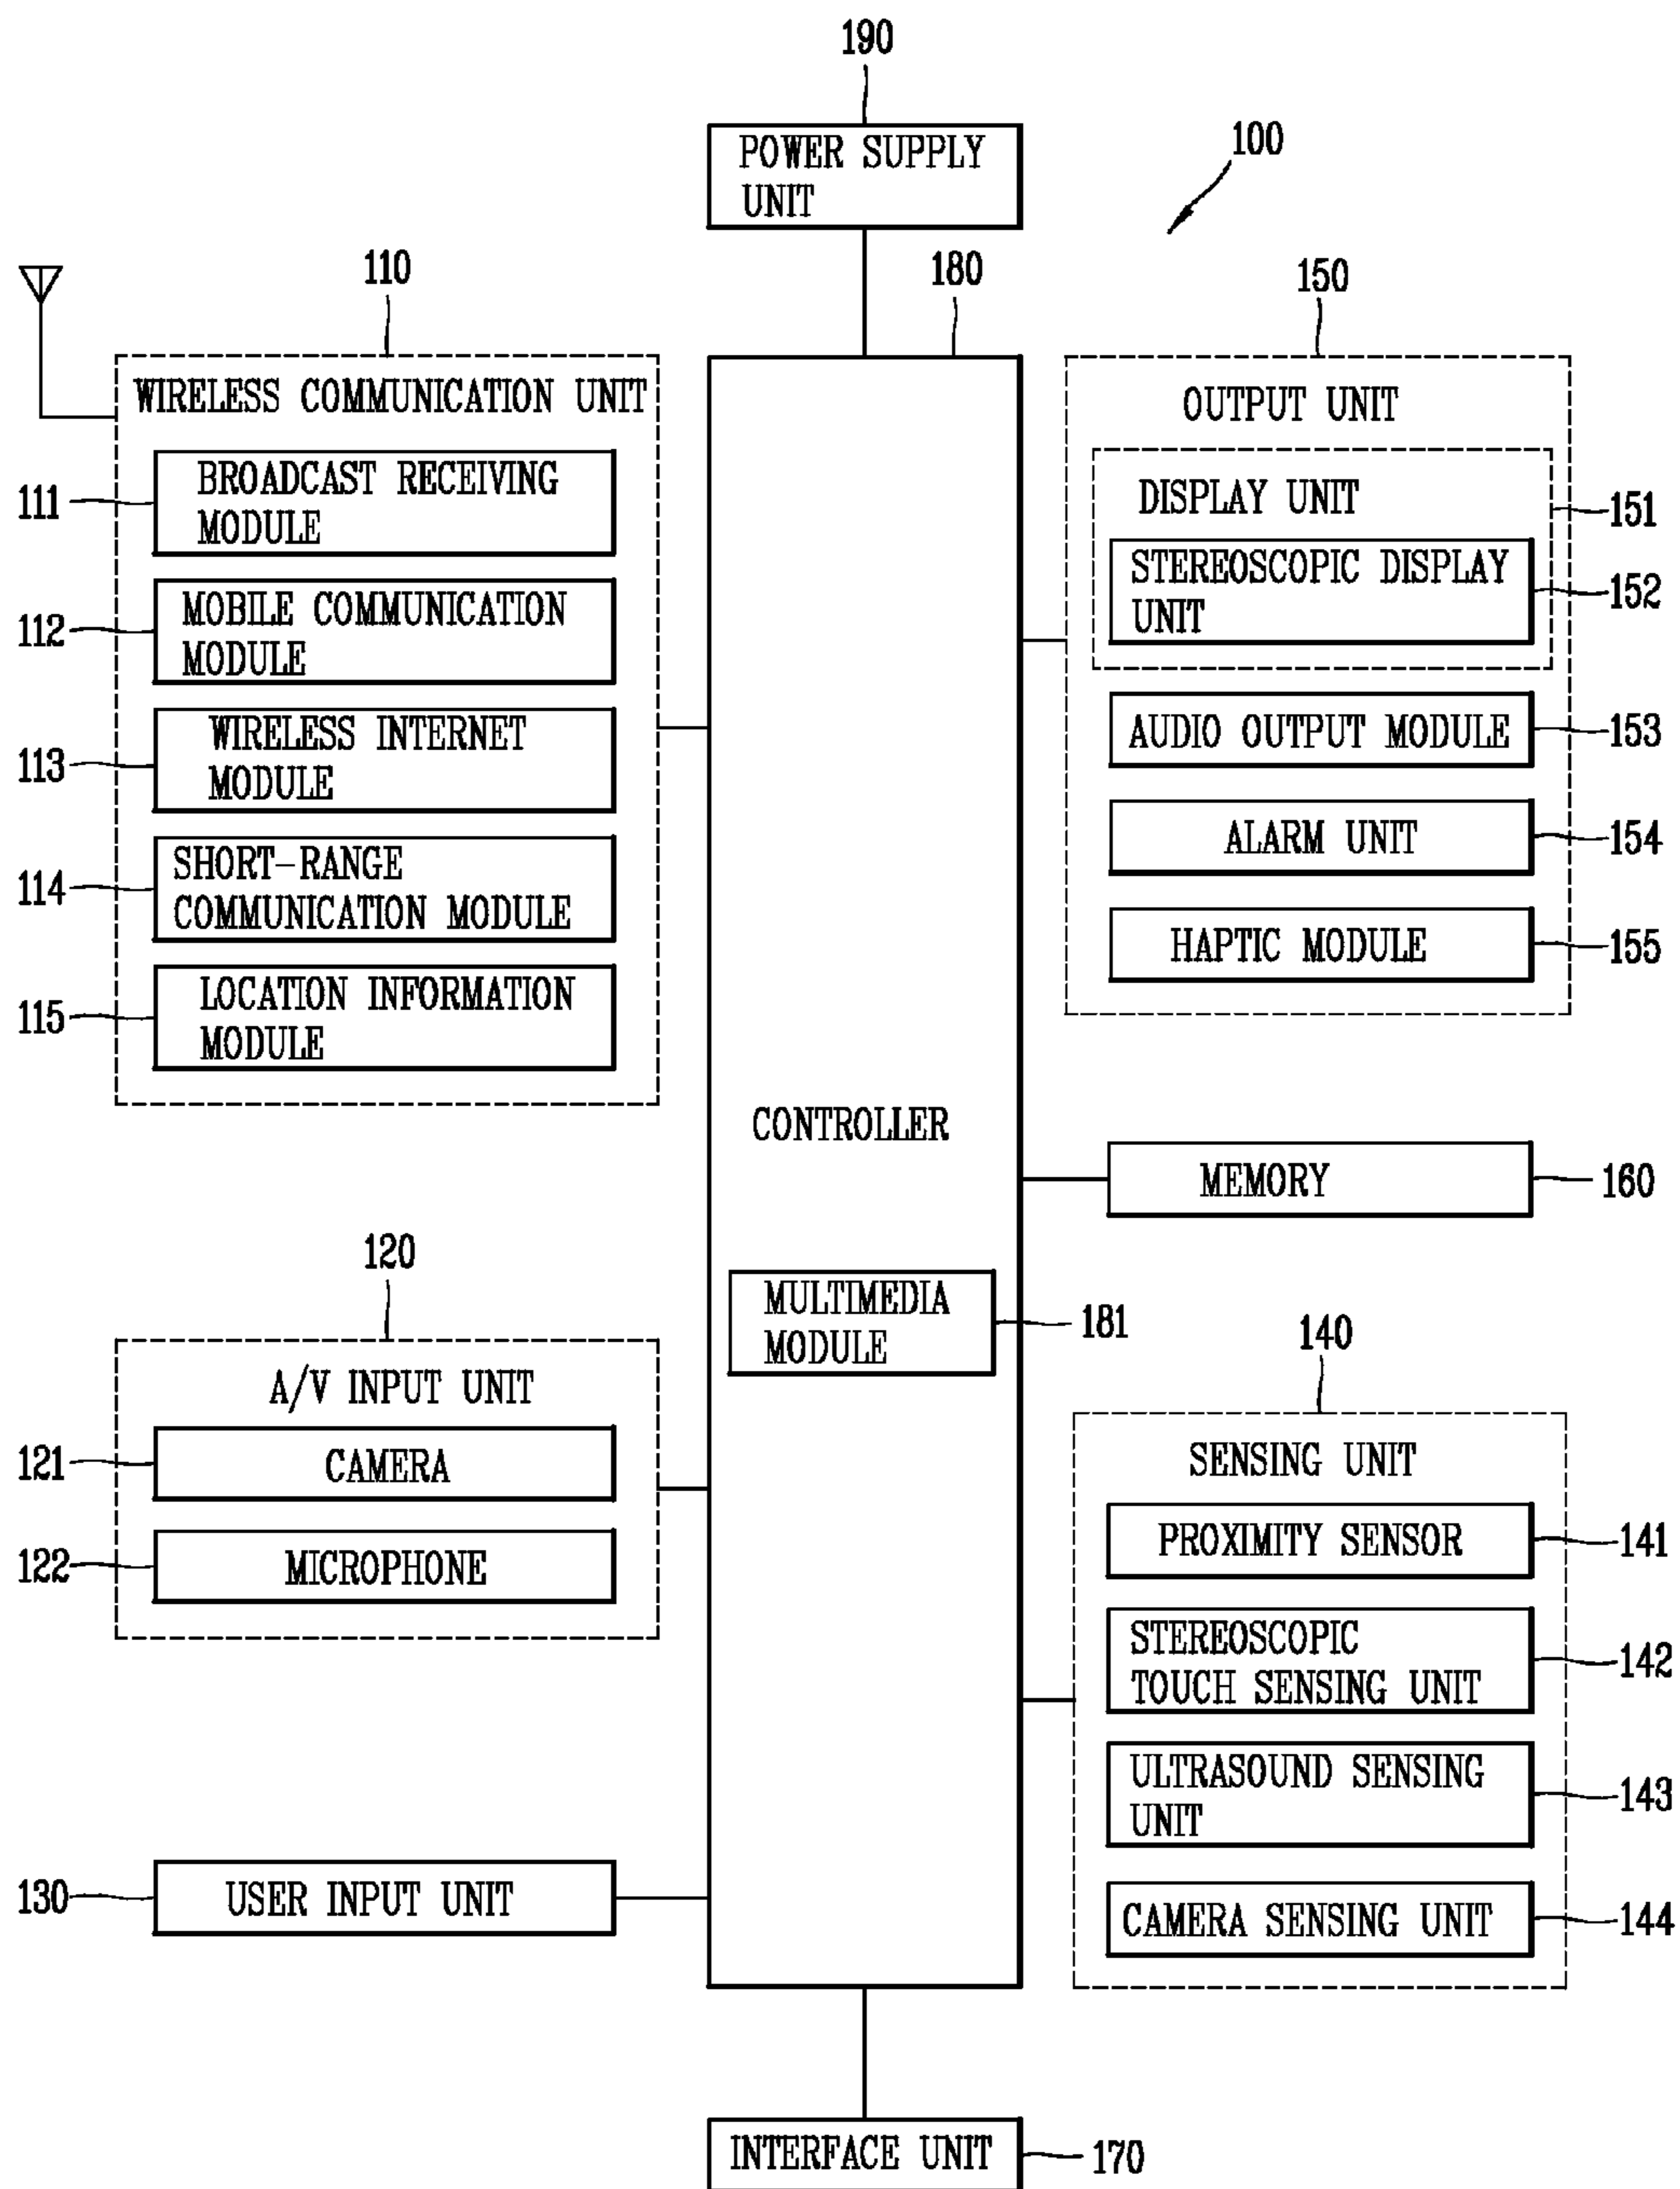 190
POWER SUPPLY
UNIT
100
110
180
150
WIRELESS COMMUNICATION UNIT
111
BROADCAST RECEIVING
MODULE
112
MOBILE COMMUNICATION
MODULE
113
WIRELESS INTERNET
MODULE
114
SHORT-RANGE
COMMUNICATION MODULE
115
LOCATION INFORMATION
MODULE
OUTPUT UNIT
DISPLAY UNIT
151
STEREOSCOPIC DISPLAY
UNIT
152
AUDIO OUTPUT MODULE
153
ALARM UNIT
154
HAPTIC MODULE
155
CONTROLLER
MEMORY
160
MULTIMEDIA
MODULE
181
120
A/V INPUT UNIT
121
CAMERA
122
MICROPHONE
140
SENSING UNIT
PROXIMITY SENSOR
141
STEREOSCOPIC
TOUCH SENSING UNIT
142
ULTRASOUND SENSING
UNIT
143
CAMERA SENSING UNIT
144
130
USER INPUT UNIT
INTERFACE UNIT
170